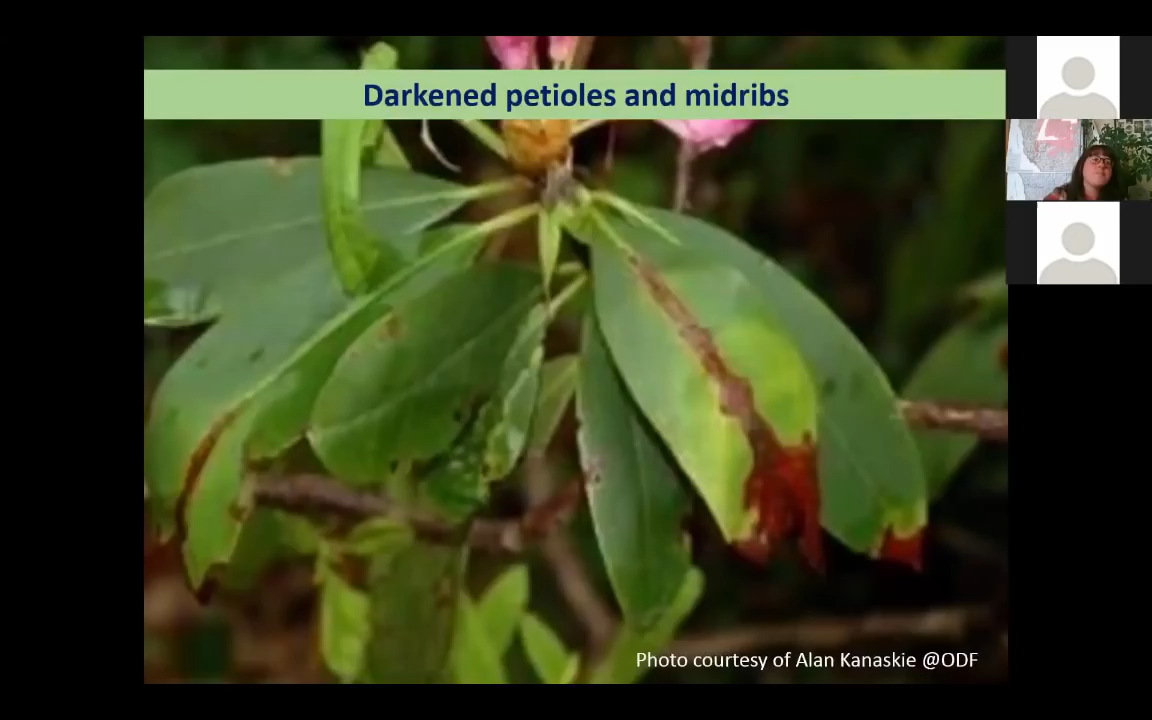 Darkened petioles and midribs
Photo courtesy of Alan Kanaskie @ODF